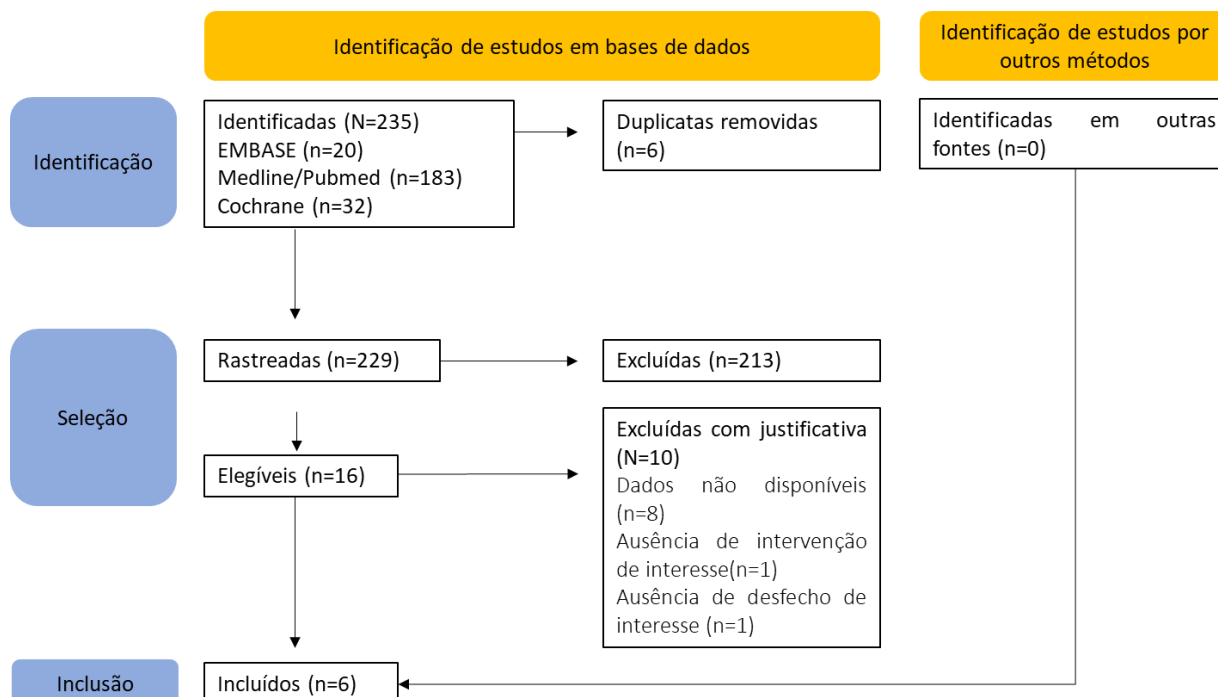 Identificação de estudos em bases de dados
Identificação de estudos por
outros métodos
Identificação
Identificadas (N=235)
EMBASE (n=20)
Medline/Pubmed (n=183)
Cochrane (n=32)
Duplicatas removidas
(n=6)
Identificadas em outras
fontes (n=0)
Seleção
Rastreadas (n=229)
Excluídas (n=213)
Elegíveis (n=16)
Excluídas com justificativa
(N=10)
Dados não disponíveis
(n=8)
Ausência de intervenção
de interesse(n=1)
Ausência de desfecho de
interesse (n=1)
Inclusão
Incluídos (n=6)